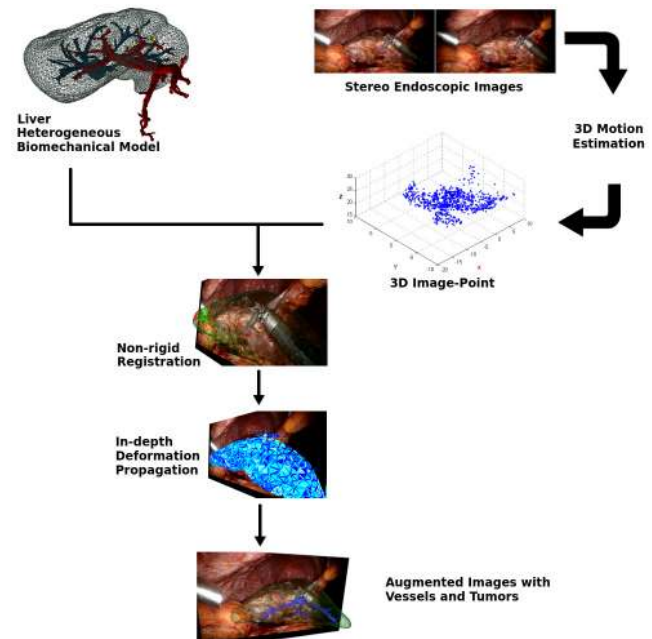 Stereo Endoscopic Images
Liver
Heterogeneous
Biomechanical Model
3D Motion
Estimation
3D Image-Point
Non-rigid
Registration
In-depth
Deformation
Propagation
Augmented Images with
Vessels and Tumors